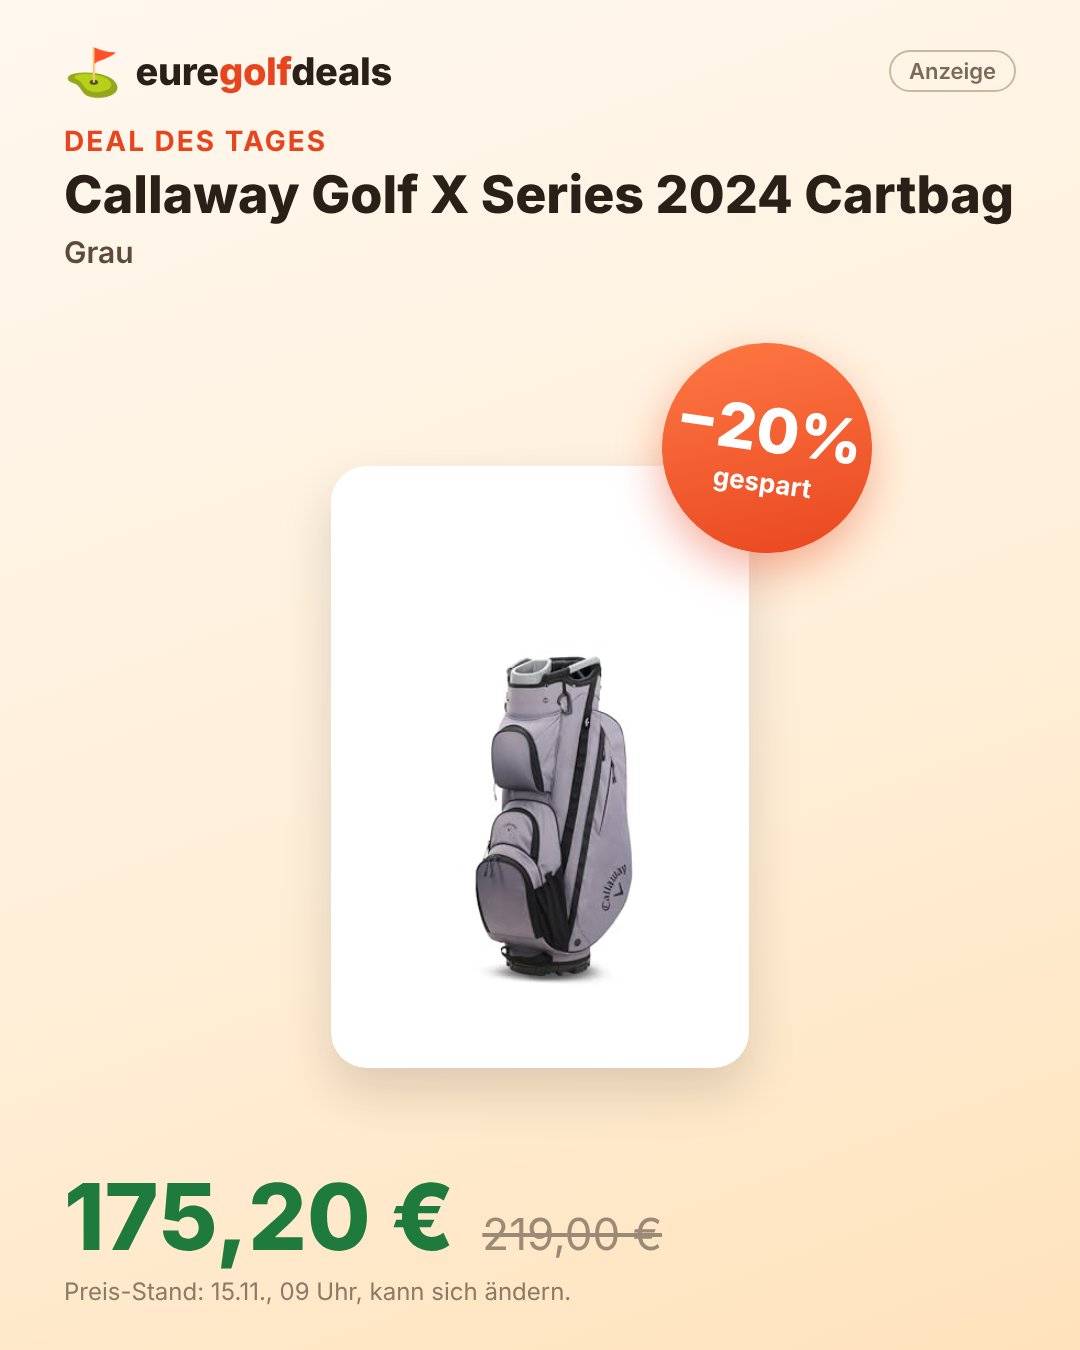 euregolfdeals
Anzeige
DEAL DES TAGES
Callaway Golf X Series 2024 Cartbag
Grau
−20%
gespart
Callaway
175,20 € 219,00 €
Preis-Stand: 15.11., 09 Uhr, kann sich ändern.